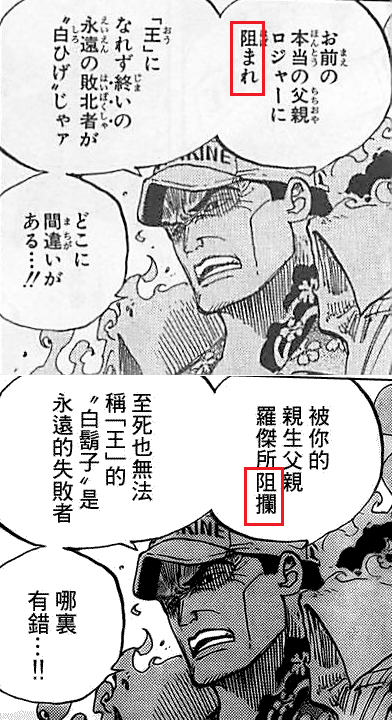 お前の
本当の父親
ロジャーに
阻まれ
「王」に
なれず終いの
永遠の敗北者が
"白ひげ"じゃァ
どこに
間違いが
ある…!!
被你的
親生父親
羅傑所阻攔
至死也無法
稱「王」的
"白鬍子"是
永遠的失敗者
哪裏
有錯…!!